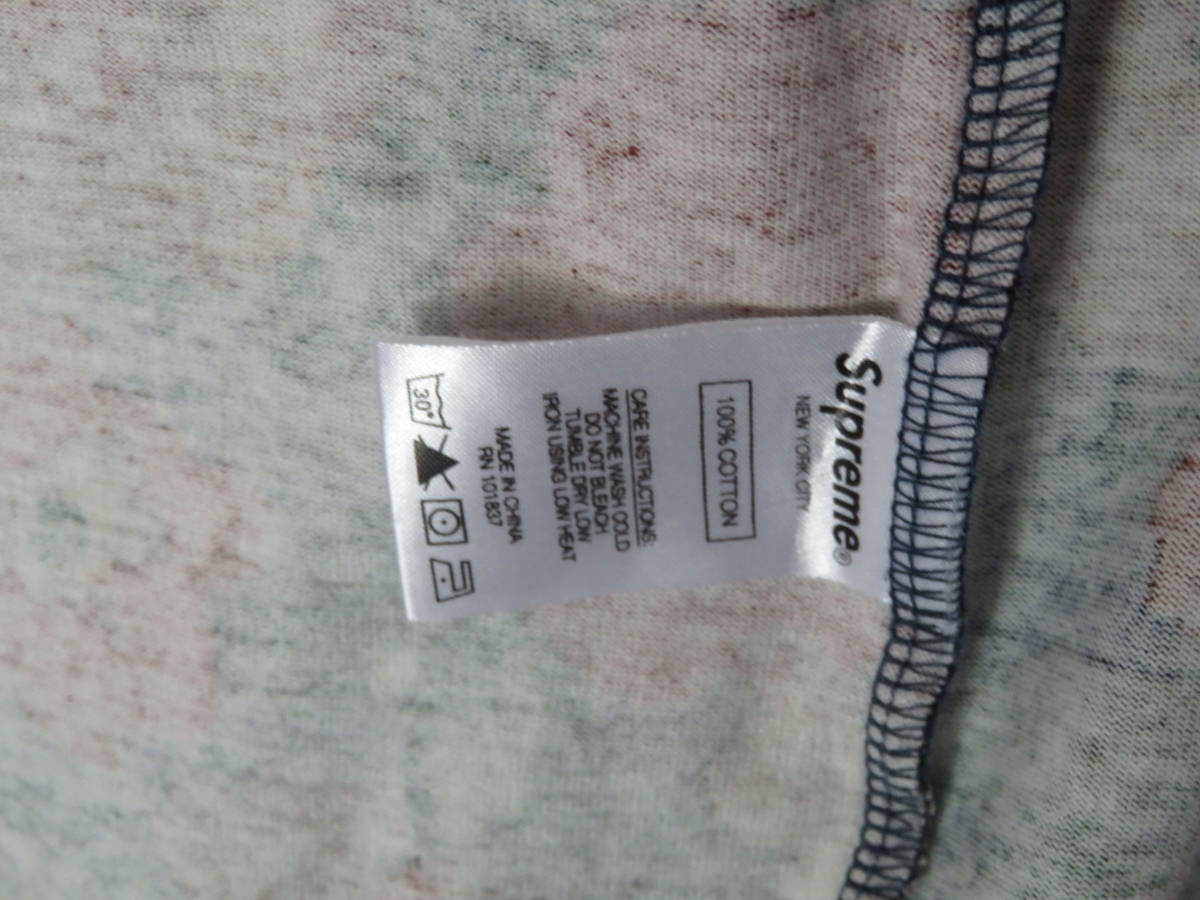 Supreme®
NEW YORK CITY
100% COTTON
CARE INSTRUCTIONS:
MACHINE WASH COLD
DO NOT BLEACH
TUMBLE DRY LOW
IRON USING LOW HEAT
MADE IN CHINA
RN 101837
30°